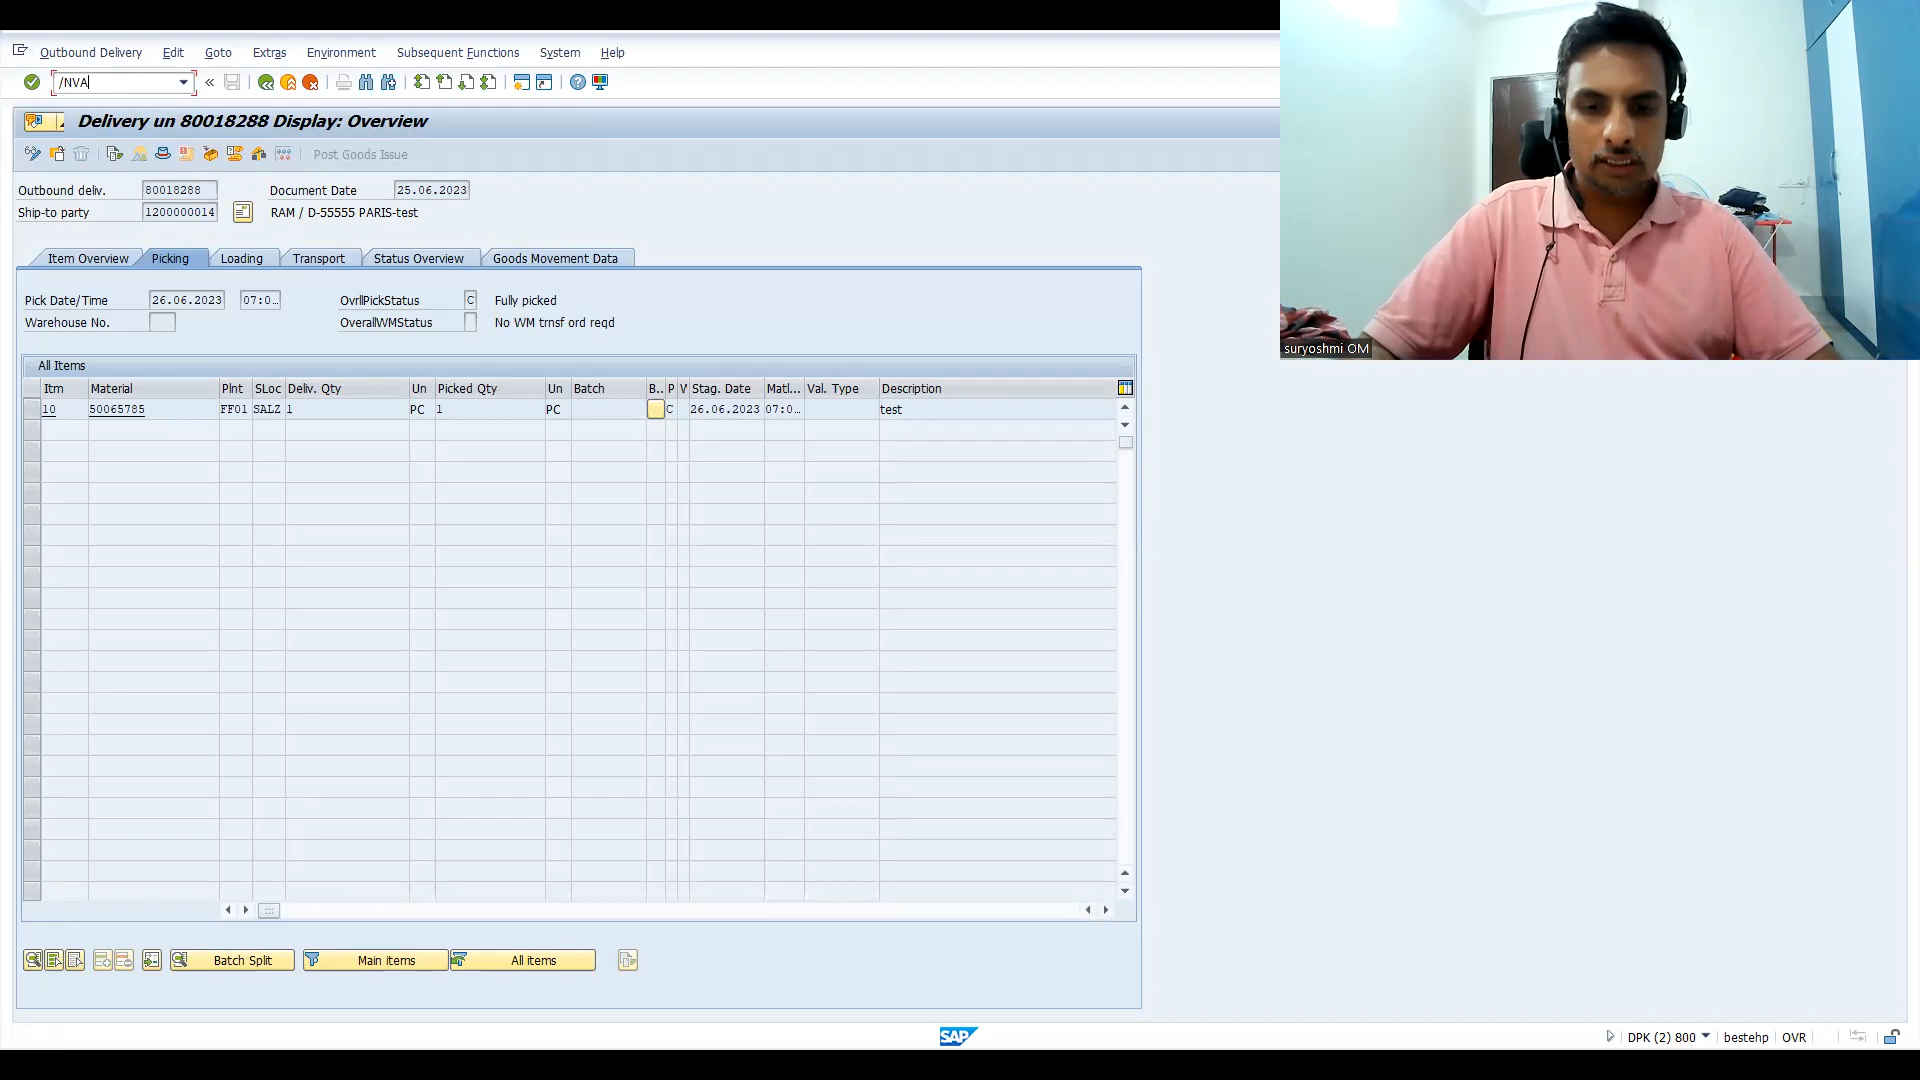 Outbound Delivery Edit Goto Extras Environment Subsequent Functions System Help
/NVA
Delivery un 80018288 Display: Overview
Post Goods Issue
Outbound deliv. 80018288 Document Date 25.06.2023
Ship-to party 1200000014 RAM / D-55555 PARIS-test
Item Overview Picking Loading Transport Status Overview Goods Movement Data
Pick Date/Time 26.06.2023 07:0... OvrllPickStatus C Fully picked
Warehouse No. OverallWMStatus No WM trnsf ord reqd
All Items
Itm Material Plnt SLoc Deliv. Qty Un Picked Qty Un Batch B.. P W Stag. Date Matl... Val. Type Description
10 50065785 FF01 SALZ 1 PC 1 PC C 26.06.2023 07:0... test
Batch Split Main items All items
SAP DPK (2) 800 bestehp OVR
suryoshmi OM